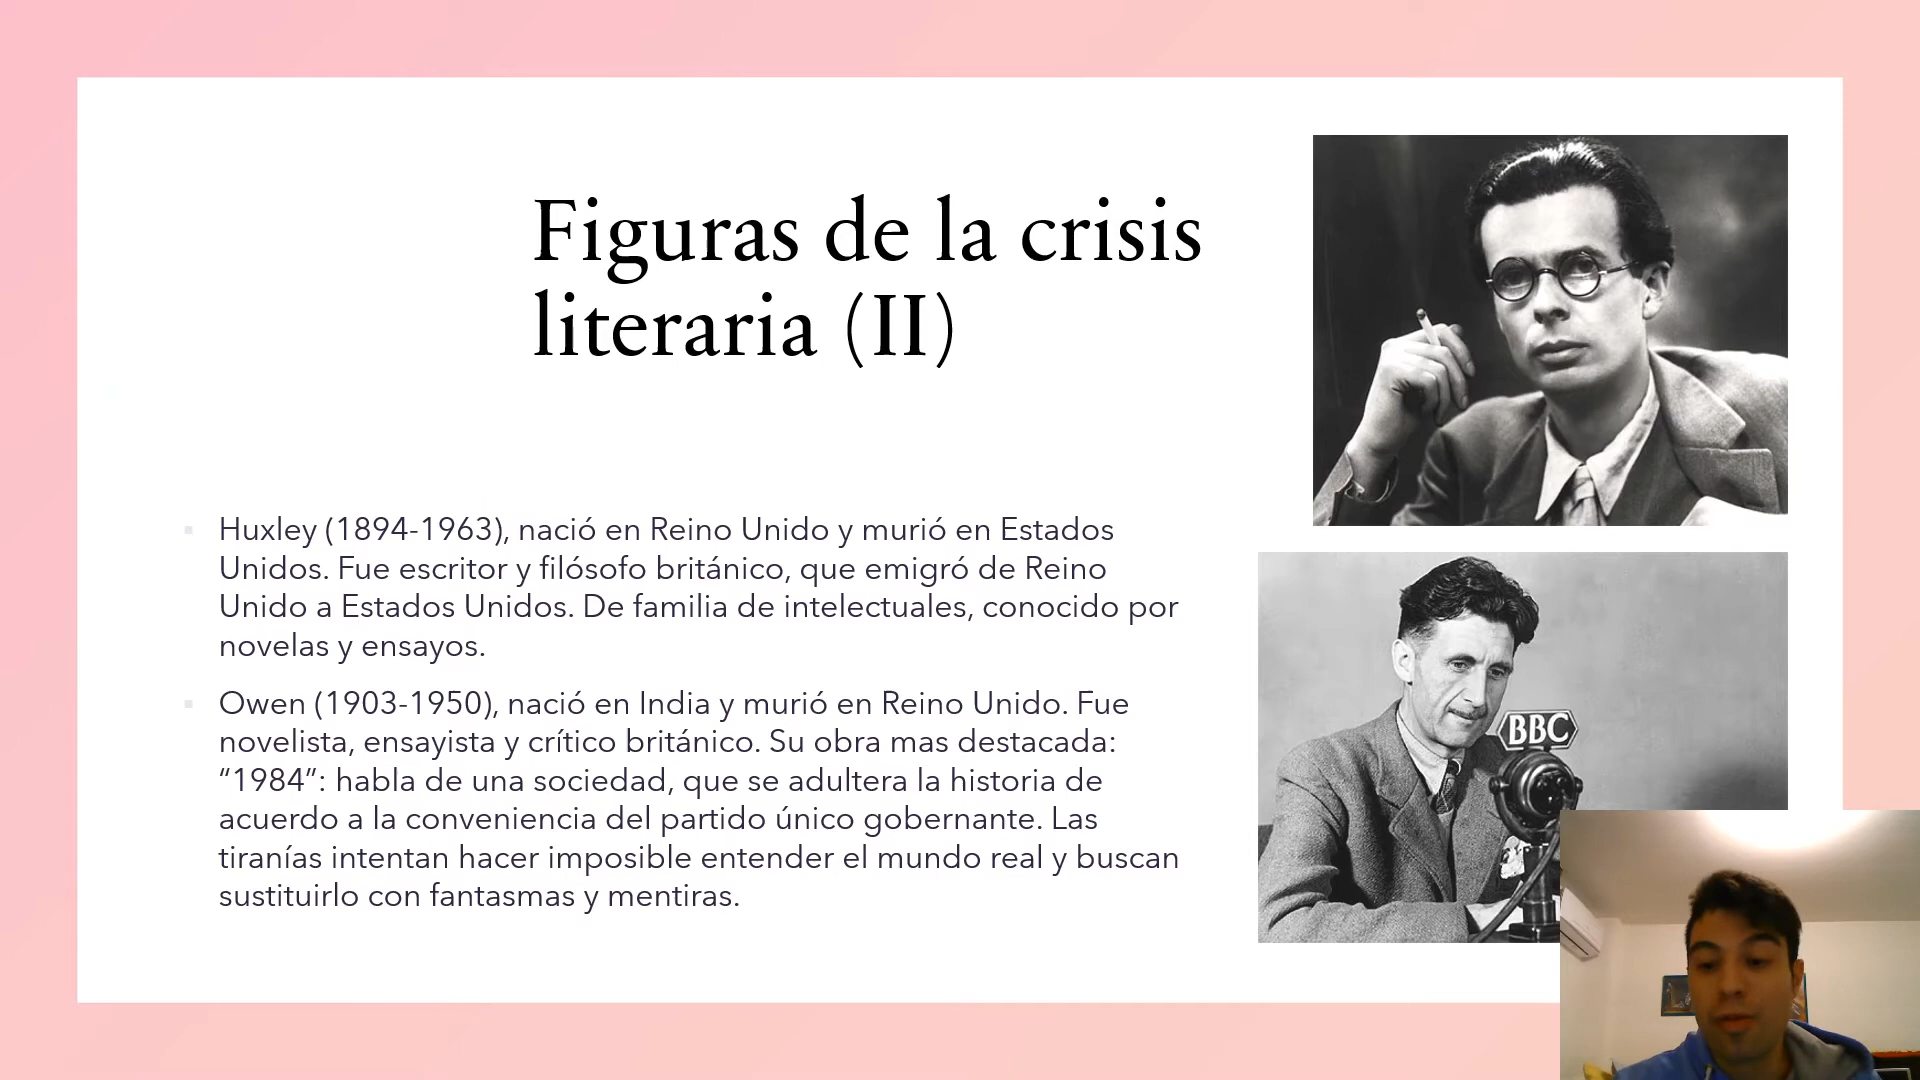 Figuras de la crisis
literaria (II)
Huxley (1894-1963), nació en Reino Unido y murió en Estados
Unidos. Fue escritor y filósofo británico, que emigró de Reino
Unido a Estados Unidos. De familia de intelectuales, conocido por
novelas y ensayos.
Owen (1903-1950), nació en India y murió en Reino Unido. Fue
novelista, ensayista y crítico británico. Su obra mas destacada:
“1984”: habla de una sociedad, que se adultera la historia de
acuerdo a la conveniencia del partido único gobernante. Las
tiranías intentan hacer imposible entender el mundo real y buscan
sustituirlo con fantasmas y mentiras.
BBC